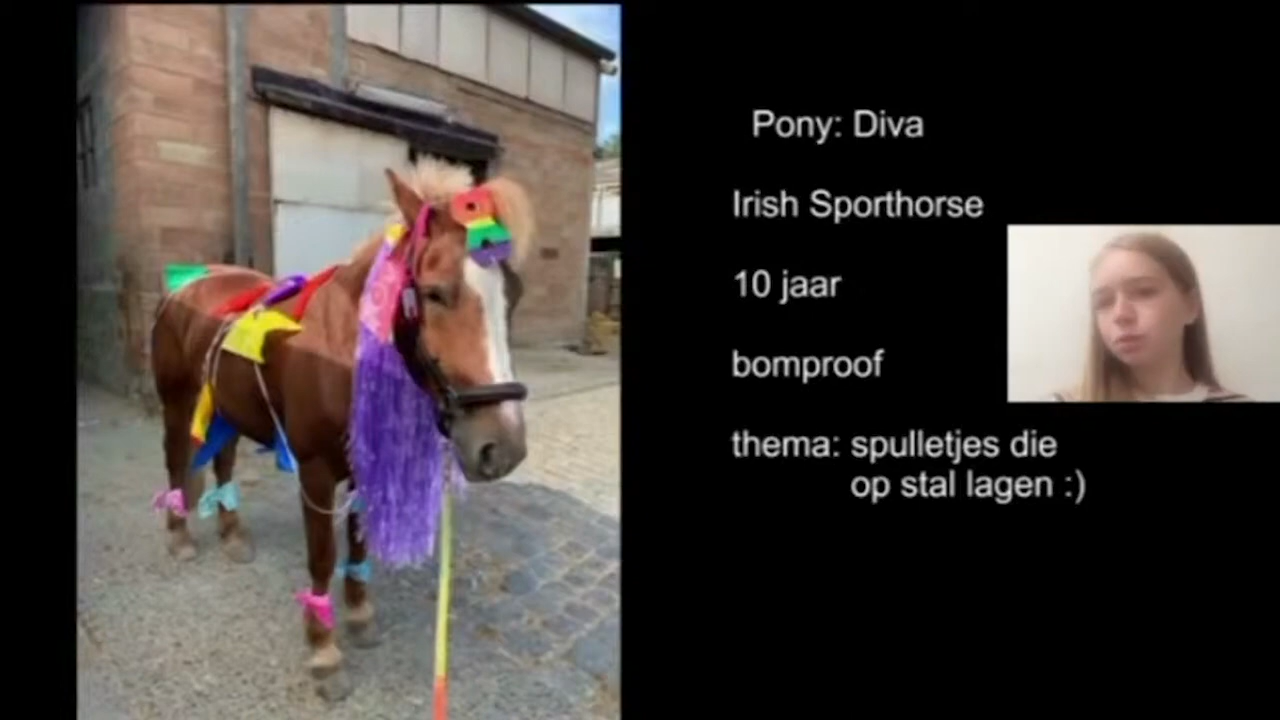 Pony: Diva
Irish Sporthorse
10 jaar
bomproof
thema: spulletjes die
op stal lagen :)